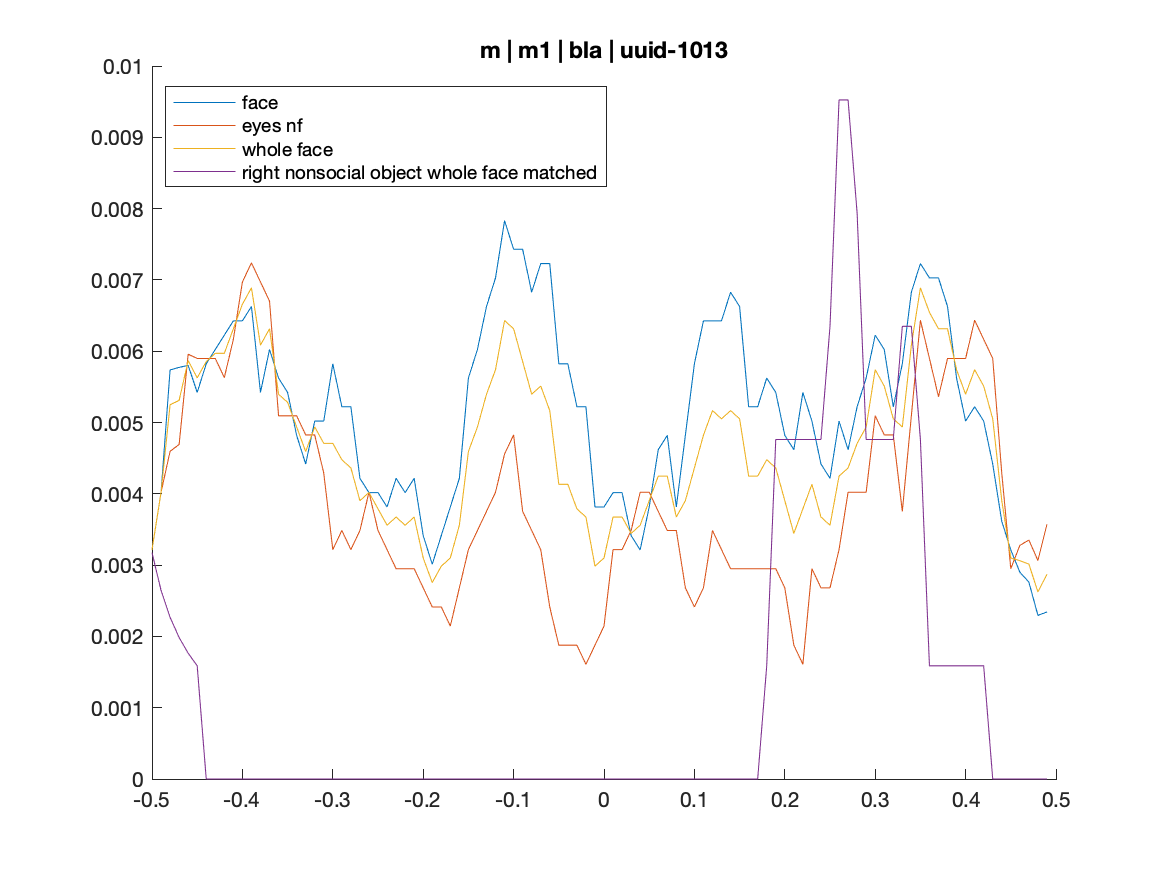 m | m1 | bla | uuid-1013
0.01
face
eyes nf
whole face
right nonsocial object whole face matched
0.009
0.008
0.007
0.006
0.005
0.004
0.003
0.002
0.001
0
-0.5 -0.4 -0.3 -0.2 -0.1 0 0.1 0.2 0.3 0.4 0.5